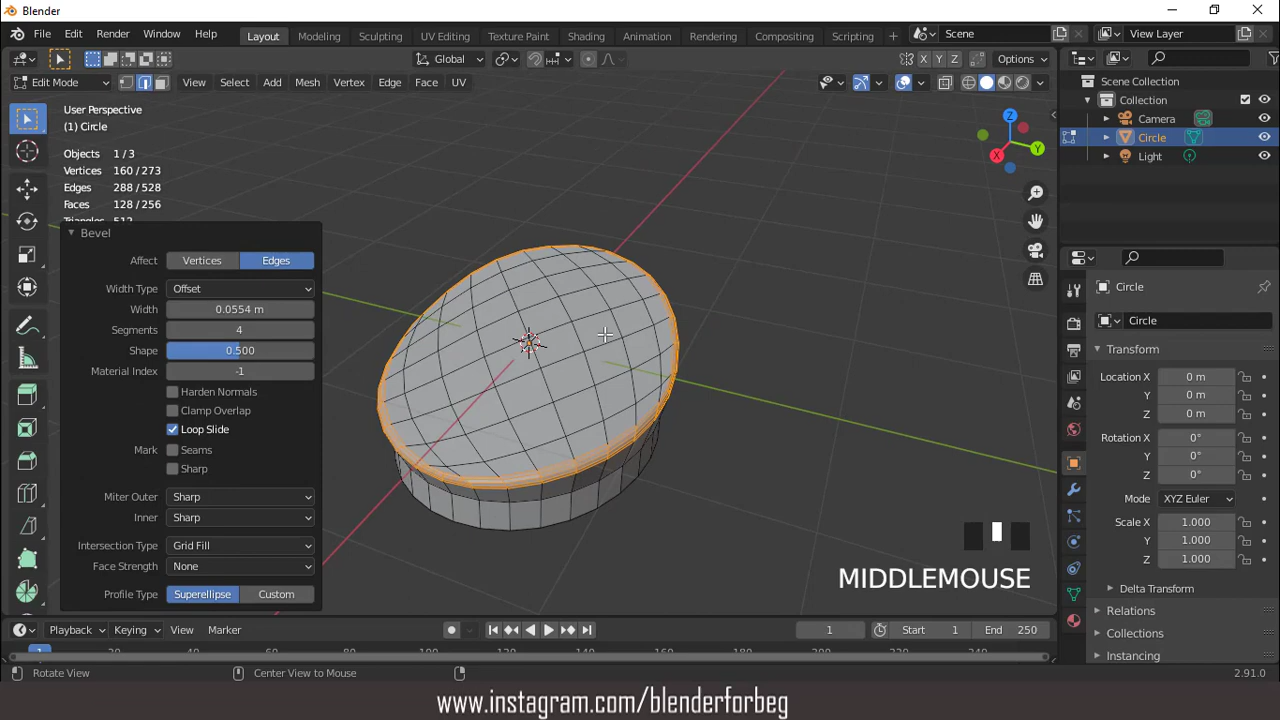 Blender
File Edit Render Window Help Layout Modeling Sculpting UV Editing Texture Paint Shading Animation Rendering Compositing Scripting Scene View Layer
Global X Y Z Options
Edit Mode View Select Add Mesh Vertex Edge Face UV
User Perspective
(1) Circle
Objects 1 / 3
Vertices 160 / 273
Edges 288 / 528
Faces 128 / 256
Bevel
Affect Vertices Edges
Width Type Offset
Width 0.0554 m
Segments 4
Shape 0.500
Material Index -1
Harden Normals
Clamp Overlap
Loop Slide
Mark Seams
Sharp
Miter Outer Sharp
Inner Sharp
Intersection Type Grid Fill
Face Strength None
Profile Type Superellipse Custom
Z
Y
X
MIDDLEMOUSE
Scene Collection
Collection
Camera
Circle
Light
Circle
Circle
Transform
Location X 0 m
Y 0 m
Z 0 m
Rotation X 0°
Y 0°
Z 0°
Mode XYZ Euler
Scale X 1.000
Y 1.000
Z 1.000
Delta Transform
Relations
Collections
Instancing
Playback Keying View Marker 1 Start 1 End 250
Rotate View Center View to Mouse 2.91.0
www.instagram.com/blenderforbeg